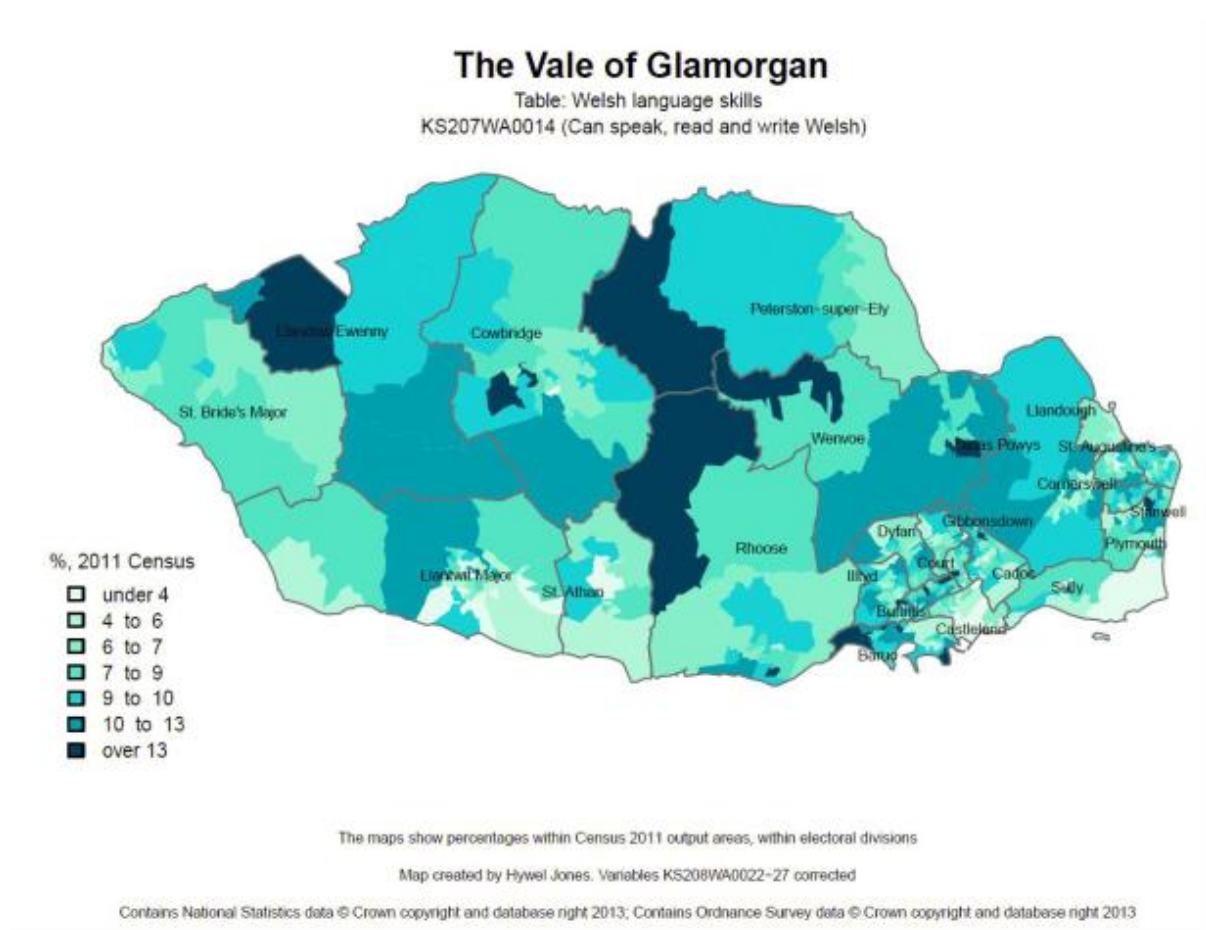 The Vale of Glamorgan
Table: Welsh language skills
KS207WA0014 (Can speak, read and write Welsh)
Peterston-super-Ely
Ewenny
Cowbridge
St. Bride's Major
Llandough
Wenvoe
Powys
St. Augustine's
Cornerswell
Stanwell
Gibbonsdown
Dyfan
Plymouth
Rhoose
Court
Illtyd
Cadoc
Llantwit Major
St. Athan
Sully
Buttrills
Castleland
Baruc
%, 2011 Census
under 4
4 to 6
6 to 7
7 to 9
9 to 10
10 to 13
over 13
The maps show percentages within Census 2011 output areas, within electoral divisions
Map created by Hywel Jones. Variables KS208WA0022-27 corrected
Contains National Statistics data © Crown copyright and database right 2013; Contains Ordnance Survey data © Crown copyright and database right 2013